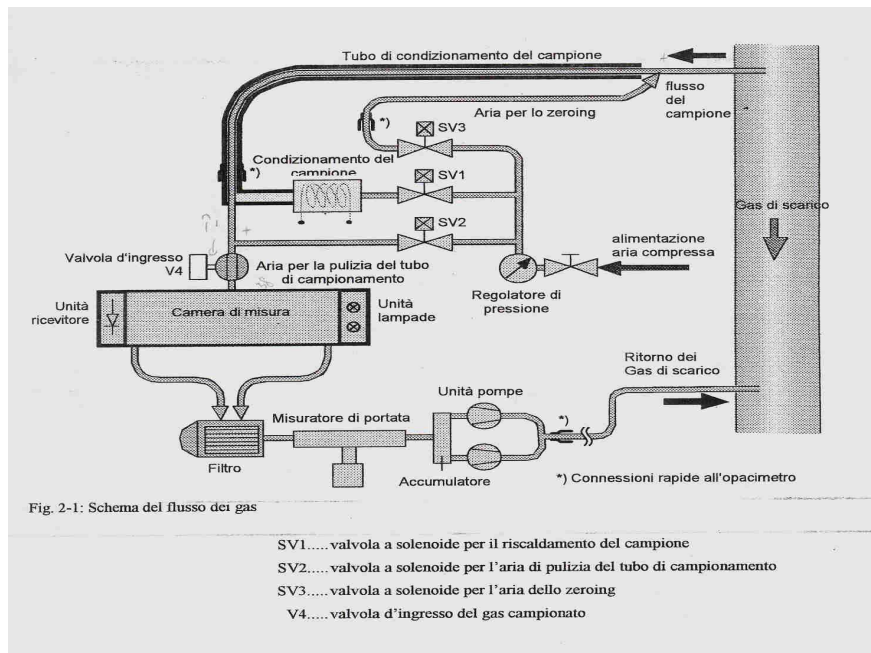 Tubo di condizionamento del campione
flusso
del
campione
Aria per lo zeroing
*)
SV3
Condizionamento del
campione
*)
SV1
Gas di scarico
SV2
Valvola d'ingresso
V4
Aria per la pulizia del tubo
di campionamento
alimentazione
aria compressa
Regolatore di
pressione
Unità
ricevitore
Camera di misura
Unità
lampade
Ritorno dei
Gas di scarico
Unità pompe
*)
Misuratore di portata
Filtro
Accumulatore
*) Connessioni rapide all'opacimetro
Fig. 2-1: Schema del flusso dei gas
SV1..... valvola a solenoide per il riscaldamento del campione
SV2..... valvola a solenoide per l'aria di pulizia del tubo di campionamento
SV3..... valvola a solenoide per l'aria dello zeroing
V4..... valvola d'ingresso del gas campionato